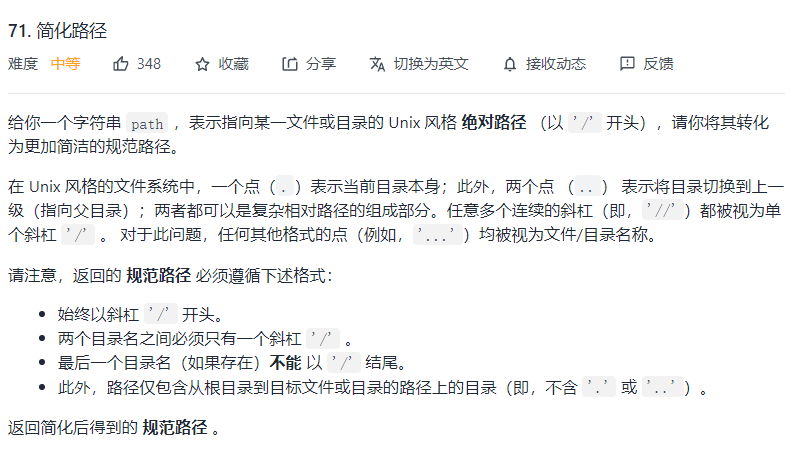 71. 简化路径
难度 中等 348 收藏 分享 切换为英文 接收动态 反馈
给你一个字符串 path ，表示指向某一文件或目录的 Unix 风格 绝对路径 （以 '/' 开头），请你将其转化
为更加简洁的规范路径。
在 Unix 风格的文件系统中，一个点（.）表示当前目录本身；此外，两个点 （..） 表示将目录切换到上一
级（指向父目录）；两者都可以是复杂相对路径的组成部分。任意多个连续的斜杠（即，'//'）都被视为单
个斜杠 '/' 。 对于此问题，任何其他格式的点（例如，'...'）均被视为文件/目录名称。
请注意，返回的 规范路径 必须遵循下述格式：
• 始终以斜杠 '/' 开头。
• 两个目录名之间必须只有一个斜杠 '/' 。
• 最后一个目录名（如果存在）不能 以 '/' 结尾。
• 此外，路径仅包含从根目录到目标文件或目录的路径上的目录（即，不含 '.' 或 '..'）。
返回简化后得到的 规范路径 。